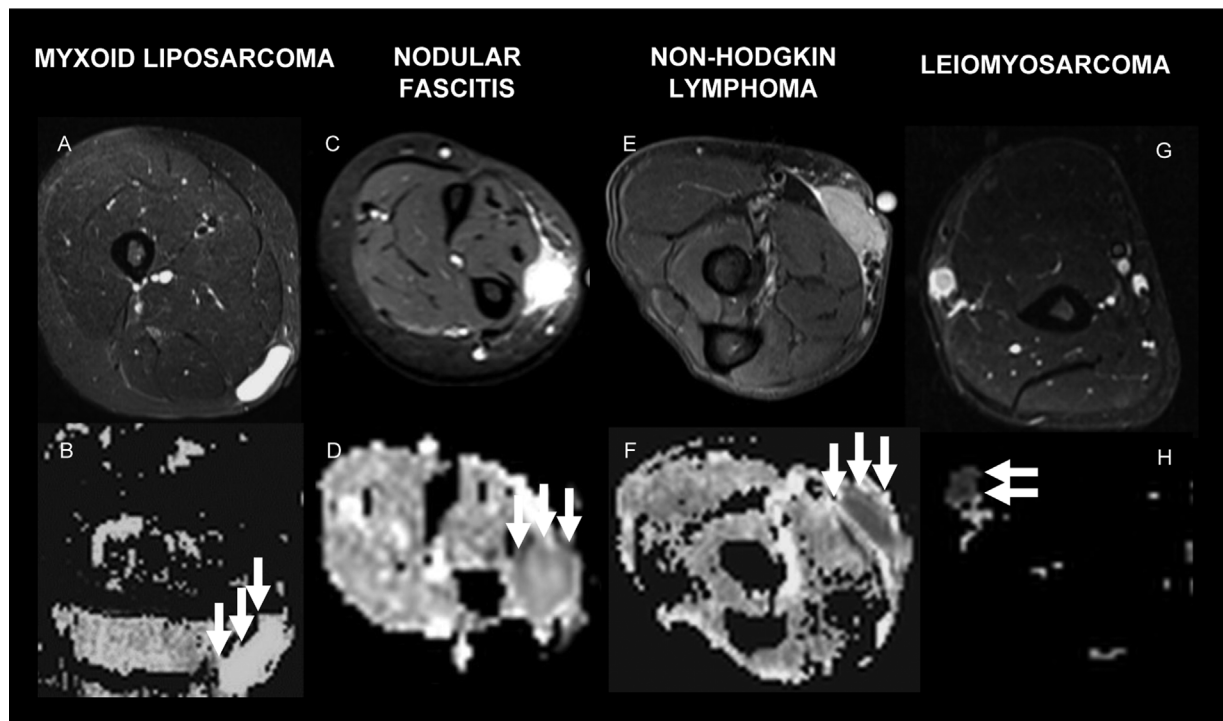 MYXOID LIPOSARCOMA
NODULAR
FASCITIS
NON-HODGKIN
LYMPHOMA
LEIOMYOSARCOMA
A
C
E
G
B
D
F
H